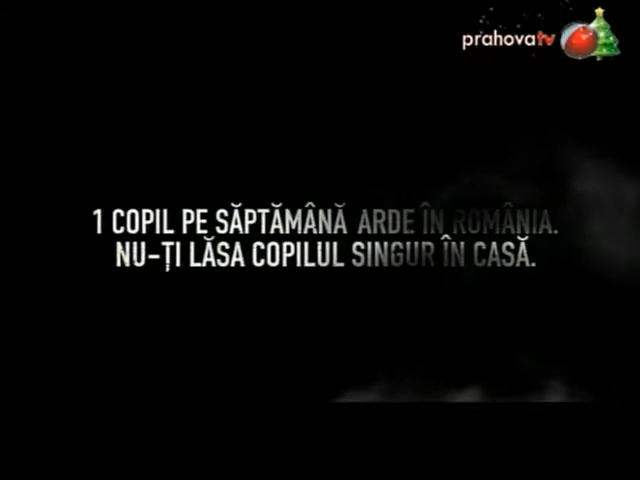 prahovatv
1 COPIL PE SĂPTĂMÂNĂ ARDE ÎN ROMÂNIA.
NU-ȚI LĂSA COPILUL SINGUR ÎN CASĂ.